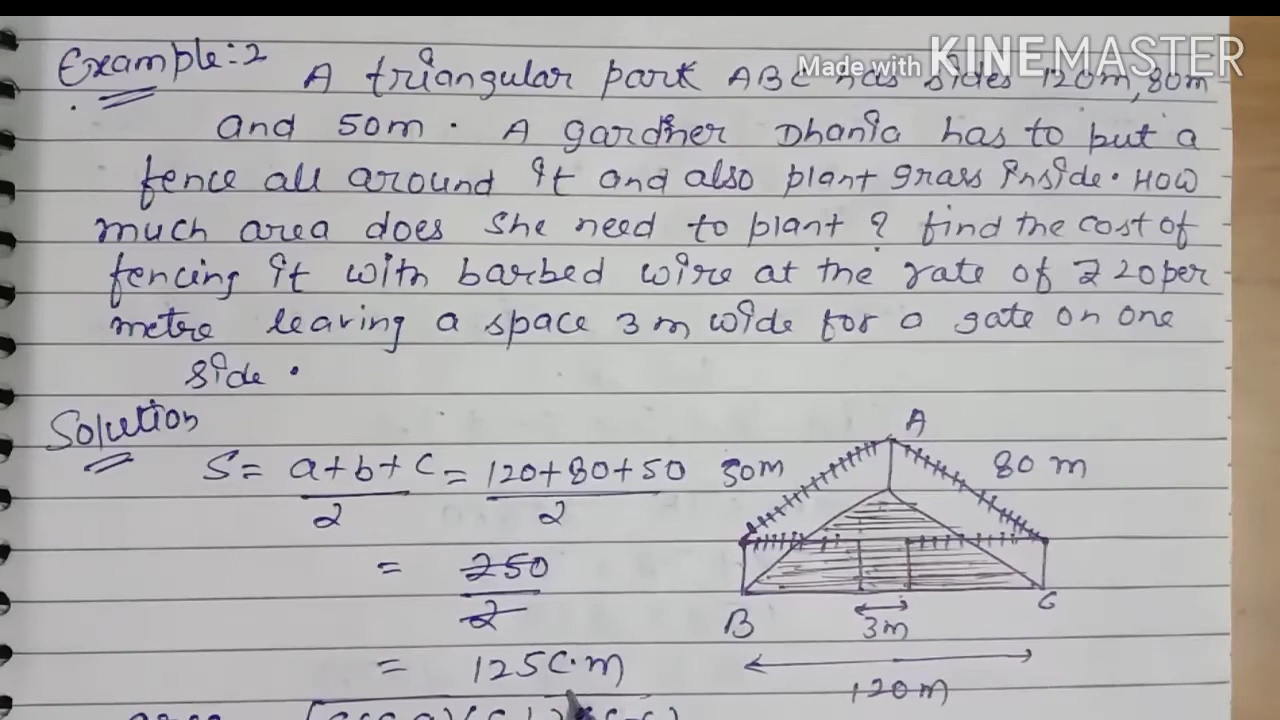 Made with KINEMASTER
Example:2 A triangular park ABC has sides 120m, 80m
and 50m. A gardner Dhania has to put a
fence all around it and also plant grass inside. How
much area does she need to plant? find the cost of
fencing it with barbed wire at the rate of ₹20 per
metre leaving a space 3m wide for a gate on one
side.
Solution
S = a+b+c/2 = 120+80+50/2
= 250/2
= 125 c.m
A
50m
80 m
B
C
3m
120m